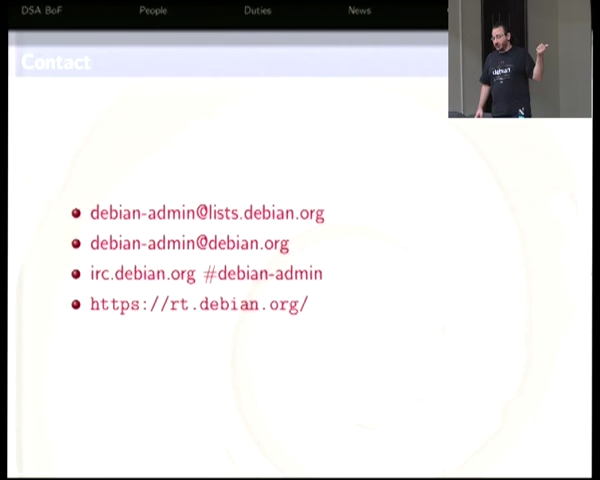 DSA BoF People Duties News
Contact
debian-admin@lists.debian.org
debian-admin@debian.org
irc.debian.org #debian-admin
https://rt.debian.org/
debian